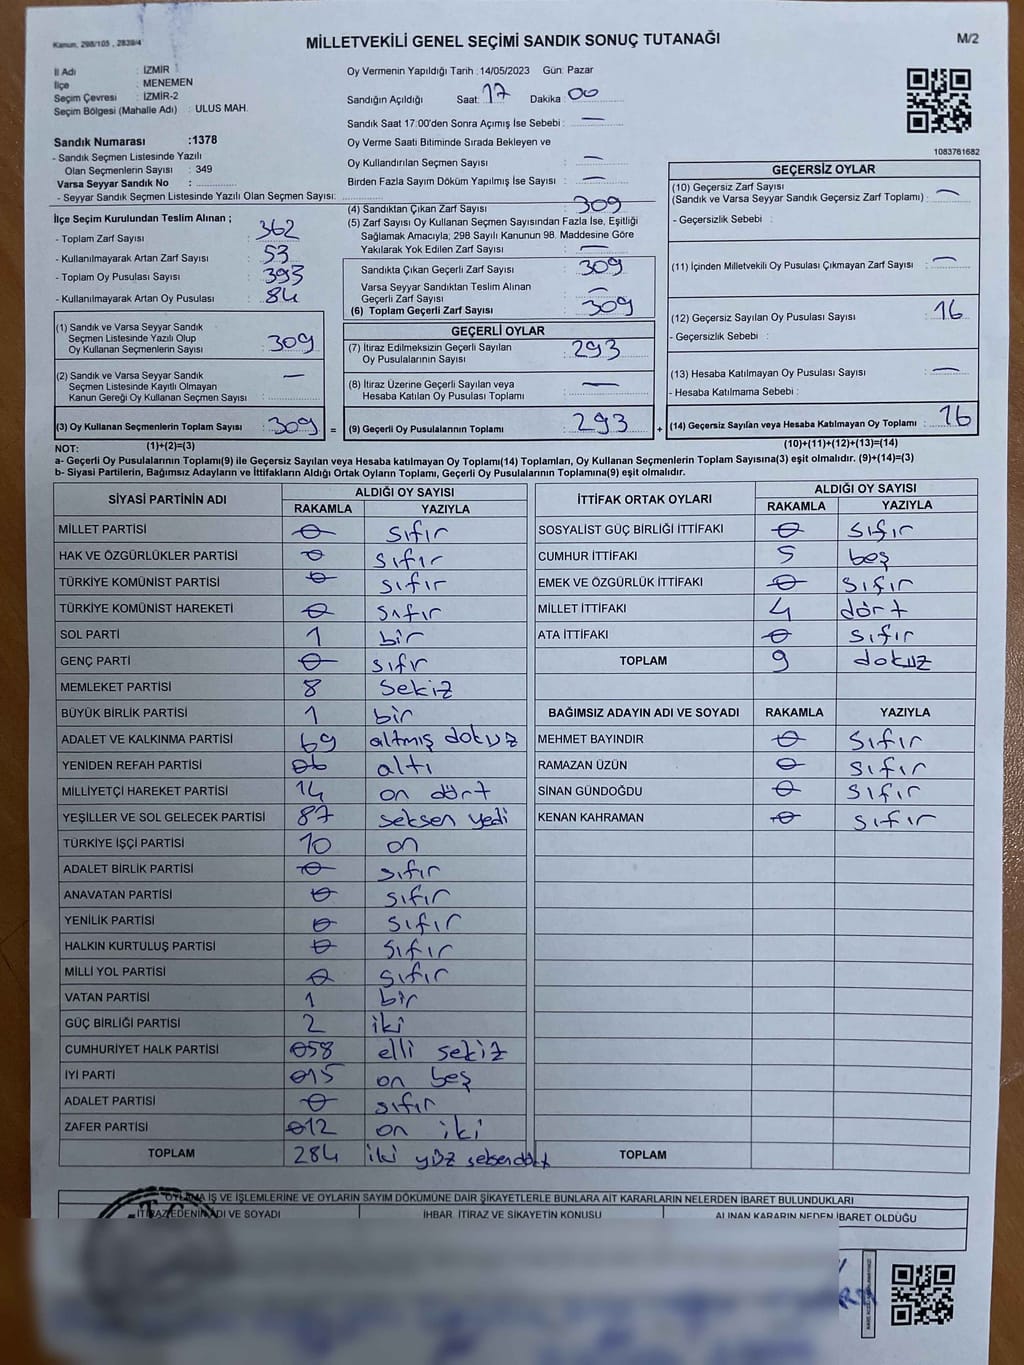 Kanun, 298/105 , 2839/4
MİLLETVEKİLİ GENEL SEÇİMİ SANDIK SONUÇ TUTANAĞI
M/2
İl Adı : İZMİR
İlçe : MENEMEN
Seçim Çevresi : İZMİR-2
Seçim Bölgesi (Mahalle Adı) : ULUS MAH.
Sandık Numarası :1378
- Sandık Seçmen Listesinde Yazılı
Olan Seçmenlerin Sayısı : 349
Varsa Seyyar Sandık No :
- Seyyar Sandık Seçmen Listesinde Yazılı Olan Seçmen Sayısı:
Oy Vermenin Yapıldığı Tarih :14/05/2023 Gün: Pazar
Sandığın Açıldığı Saat: 17 Dakika 00
Sandık Saat 17:00'den Sonra Açımış İse Sebebi : —
Oy Verme Saati Bitiminde Sırada Bekleyen ve
Oy Kullandırılan Seçmen Sayısı : —
Birden Fazla Sayım Döküm Yapılmış İse Sayısı : —
1083761682
İlçe Seçim Kurulundan Teslim Alınan ;
- Toplam Zarf Sayısı : 362
- Kullanılmayarak Artan Zarf Sayısı : 53
- Toplam Oy Pusulası Sayısı : 393
- Kullanılmayarak Artan Oy Pusulası : 84
(1) Sandık ve Varsa Seyyar Sandık
Seçmen Listesinde Yazılı Olup
Oy Kullanan Seçmenlerin Sayısı : 309
(2) Sandık ve Varsa Seyyar Sandık
Seçmen Listesinde Kayıtlı Olmayan
Kanun Gereği Oy Kullanan Seçmen Sayısı : —
(3) Oy Kullanan Seçmenlerin Toplam Sayısı : 309 =
(4) Sandıktan Çıkan Zarf Sayısı : 309
(5) Zarf Sayısı Oy Kullanan Seçmen Sayısından Fazla İse, Eşitliği
Sağlamak Amacıyla; 298 Sayılı Kanunun 98. Maddesine Göre
Yakılarak Yok Edilen Zarf Sayısı : —
Sandıkta Çıkan Geçerli Zarf Sayısı : 309
Varsa Seyyar Sandıktan Teslim Alınan
Geçerli Zarf Sayısı : —
(6) Toplam Geçerli Zarf Sayısı : 309
GEÇERLİ OYLAR
(7) İtiraz Edilmeksizin Geçerli Sayılan
Oy Pusulalarının Sayısı : 293
(8) İtiraz Üzerine Geçerli Sayılan veya
Hesaba Katılan Oy Pusulası Toplamı : —
(9) Geçerli Oy Pusulalarının Toplamı : 293 +
GEÇERSİZ OYLAR
(10) Geçersiz Zarf Sayısı
(Sandık ve Varsa Seyyar Sandık Geçersiz Zarf Toplamı) : —
- Geçersizlik Sebebi :
(11) İçinden Milletvekili Oy Pusulası Çıkmayan Zarf Sayısı : —
(12) Geçersiz Sayılan Oy Pusulası Sayısı : 16
- Geçersizlik Sebebi :
(13) Hesaba Katılmayan Oy Pusulası Sayısı : —
- Hesaba Katılmama Sebebi :
(14) Geçersiz Sayılan veya Hesaba Katılmayan Oy Toplamı : 16
NOT: (1)+(2)=(3) (10)+(11)+(12)+(13)=(14)
a- Geçerli Oy Pusulalarının Toplamı(9) ile Geçersiz Sayılan veya Hesaba katılmayan Oy Toplamı(14) Toplamları, Oy Kullanan Seçmenlerin Toplam Sayısına(3) eşit olmalıdır. (9)+(14)=(3)
b- Siyasi Partilerin, Bağımsız Adayların ve İttifakların Aldığı Ortak Oyların Toplamı, Geçerli Oy Pusulalarının Toplamına(9) eşit olmalıdır.
SİYASİ PARTİNİN ADI ALDIĞI OY SAYISI
RAKAMLA YAZIYLA
MİLLET PARTİSİ 0 sıfır
HAK VE ÖZGÜRLÜKLER PARTİSİ 0 sıfır
TÜRKİYE KOMÜNİST PARTİSİ 0 sıfır
TÜRKİYE KOMÜNİST HAREKETİ 0 sıfır
SOL PARTİ 1 bir
GENÇ PARTİ 0 sıfır
MEMLEKET PARTİSİ 8 sekiz
BÜYÜK BİRLİK PARTİSİ 1 bir
ADALET VE KALKINMA PARTİSİ 69 altmış dokuz
YENİDEN REFAH PARTİSİ 06 altı
MİLLİYETÇİ HAREKET PARTİSİ 14 on dört
YEŞİLLER VE SOL GELECEK PARTİSİ 87 seksen yedi
TÜRKİYE İŞÇİ PARTİSİ 10 on
ADALET BİRLİK PARTİSİ 0 sıfır
ANAVATAN PARTİSİ 0 sıfır
YENİLİK PARTİSİ 0 sıfır
HALKIN KURTULUŞ PARTİSİ 0 sıfır
MİLLİ YOL PARTİSİ 0 sıfır
VATAN PARTİSİ 1 bir
GÜÇ BİRLİĞİ PARTİSİ 2 iki
CUMHURİYET HALK PARTİSİ 058 elli sekiz
İYİ PARTİ 015 on beş
ADALET PARTİSİ 0 sıfır
ZAFER PARTİSİ 012 on iki
TOPLAM 284 iki yüz seksendört
İTTİFAK ORTAK OYLARI ALDIĞI OY SAYISI
RAKAMLA YAZIYLA
SOSYALİST GÜÇ BİRLİĞİ İTTİFAKI 0 sıfır
CUMHUR İTTİFAKI 5 beş
EMEK VE ÖZGÜRLÜK İTTİFAKI 0 sıfır
MİLLET İTTİFAKI 4 dört
ATA İTTİFAKI 0 sıfır
TOPLAM 9 dokuz
BAĞIMSIZ ADAYIN ADI VE SOYADI RAKAMLA YAZIYLA
MEHMET BAYINDIR 0 sıfır
RAMAZAN ÜZÜN 0 sıfır
SİNAN GÜNDOĞDU 0 sıfır
KENAN KAHRAMAN 0 sıfır
TOPLAM
OYLAMA İŞ VE İŞLEMLERİNE VE OYLARIN SAYIM DÖKÜMÜNE DAİR ŞİKAYETLERLE BUNLARA AİT KARARLARIN NELERDEN İBARET BULUNDUKLARI
İTİRAZ EDENİN ADI VE SOYADI İHBAR, İTİRAZ VE ŞİKAYETİN KONUSU ALINAN KARARIN NEDEN İBARET OLDUĞU
T.C.